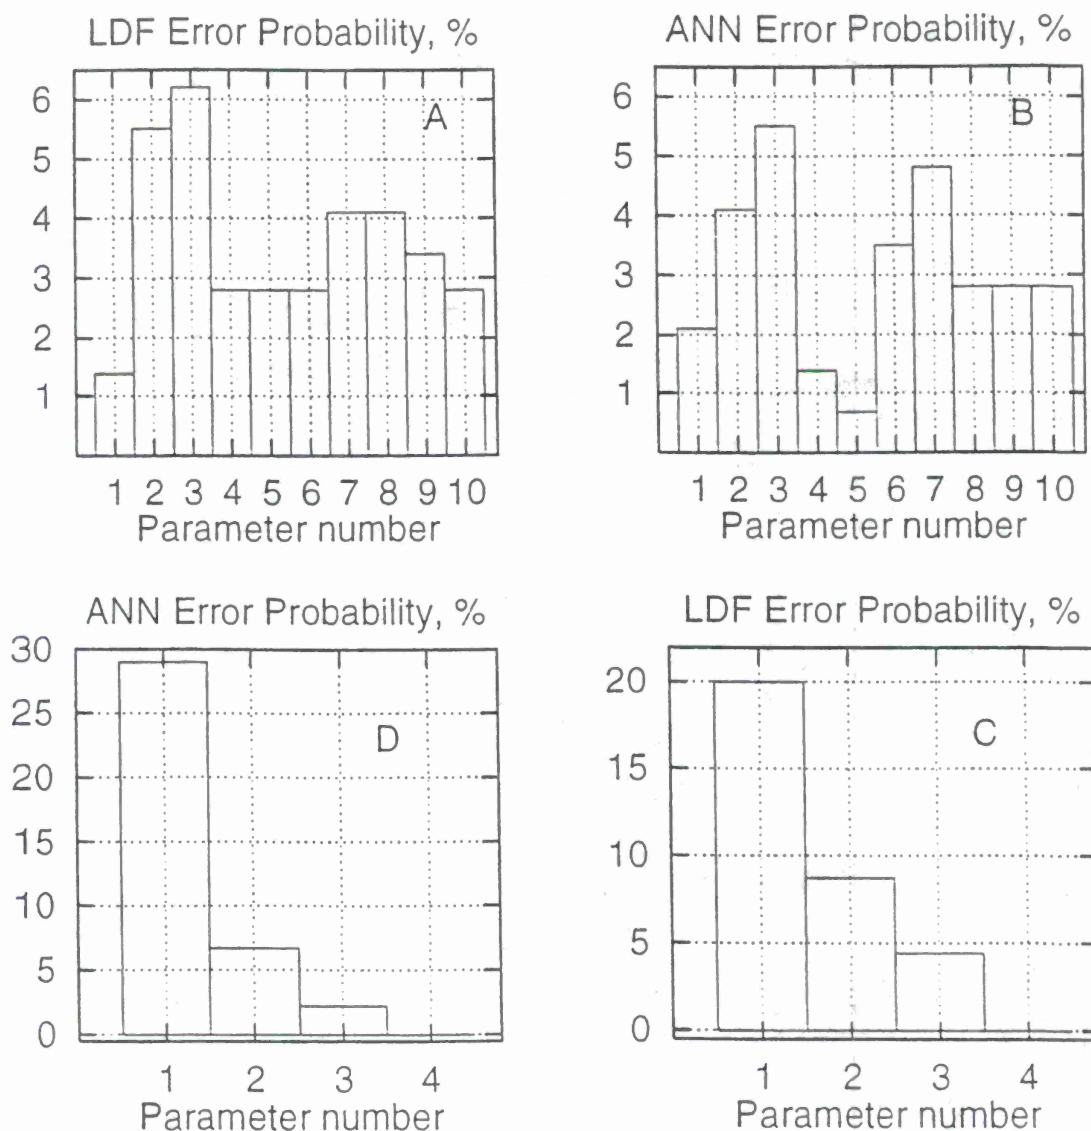 LDF Error Probability, %
6
5
4
3
2
1
A
1 2 3 4 5 6 7 8 9 10
Parameter number
ANN Error Probability, %
6
5
4
3
2
1
B
1 2 3 4 5 6 7 8 9 10
Parameter number
ANN Error Probability, %
30
25
20
15
10
5
0
D
1 2 3 4
Parameter number
LDF Error Probability, %
20
15
10
5
0
C
1 2 3 4
Parameter number